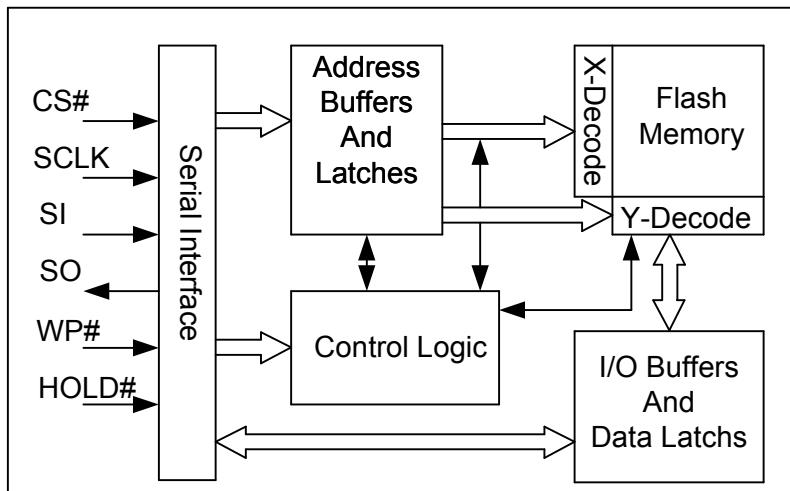 CS#
SCLK
SI
SO
WP#
HOLD#
Serial Interface
Address
Buffers
And
Latches
Control Logic
X-Decode
Flash
Memory
Y-Decode
I/O Buffers
And
Data Latchs